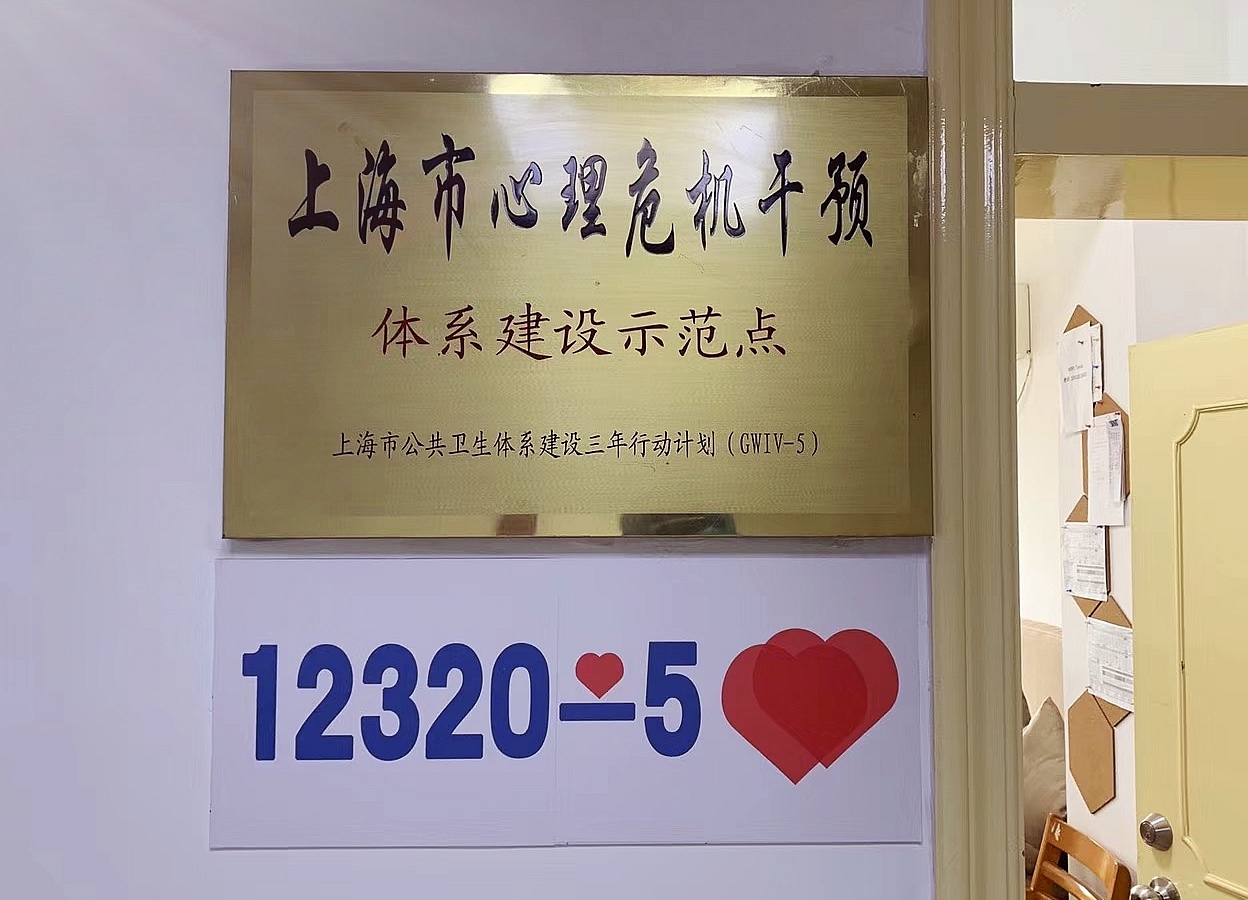 上海市心理危机干预
体系建设示范点
上海市公共卫生体系建设三年行动计划(GWIV-5)
12320-5